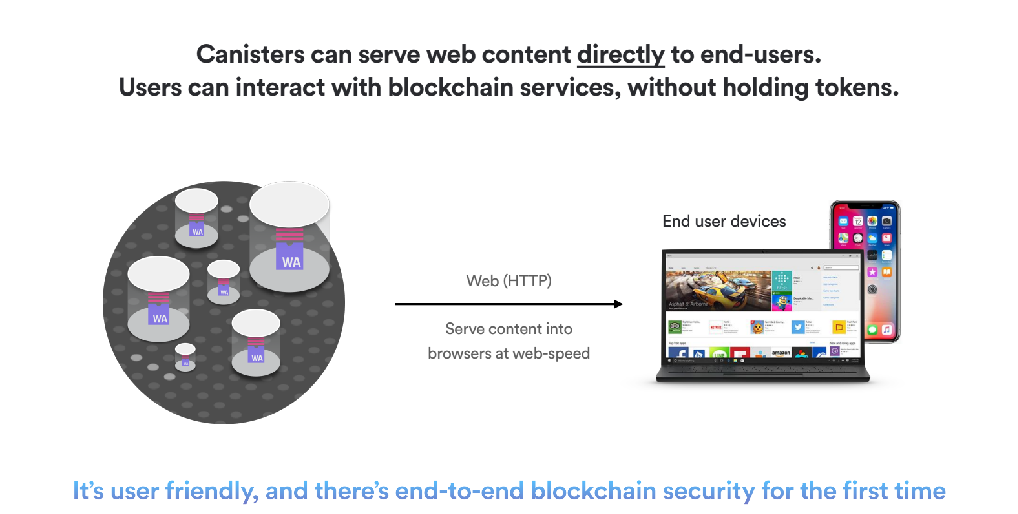 Canisters can serve web content directly to end-users.
Users can interact with blockchain services, without holding tokens.
End user devices
WA
WA
WA
WA
WA
Web (HTTP)
Serve content into
browsers at web-speed
amazon
It's user friendly, and there's end-to-end blockchain security for the first time